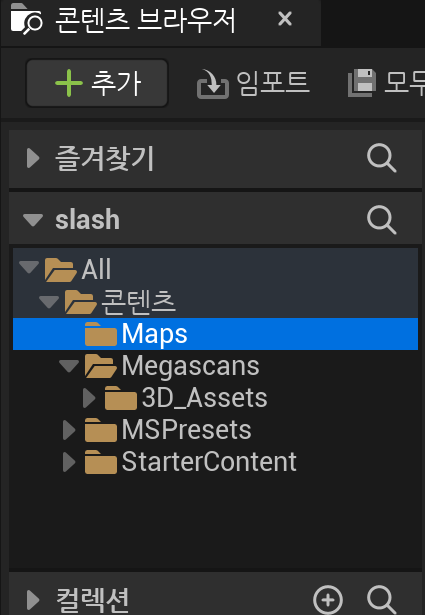 콘텐츠 브라우저
추가 임포트 모두
즐겨찾기
slash
All
콘텐츠
Maps
Megascans
3D_Assets
MSPresets
StarterContent
컬렉션